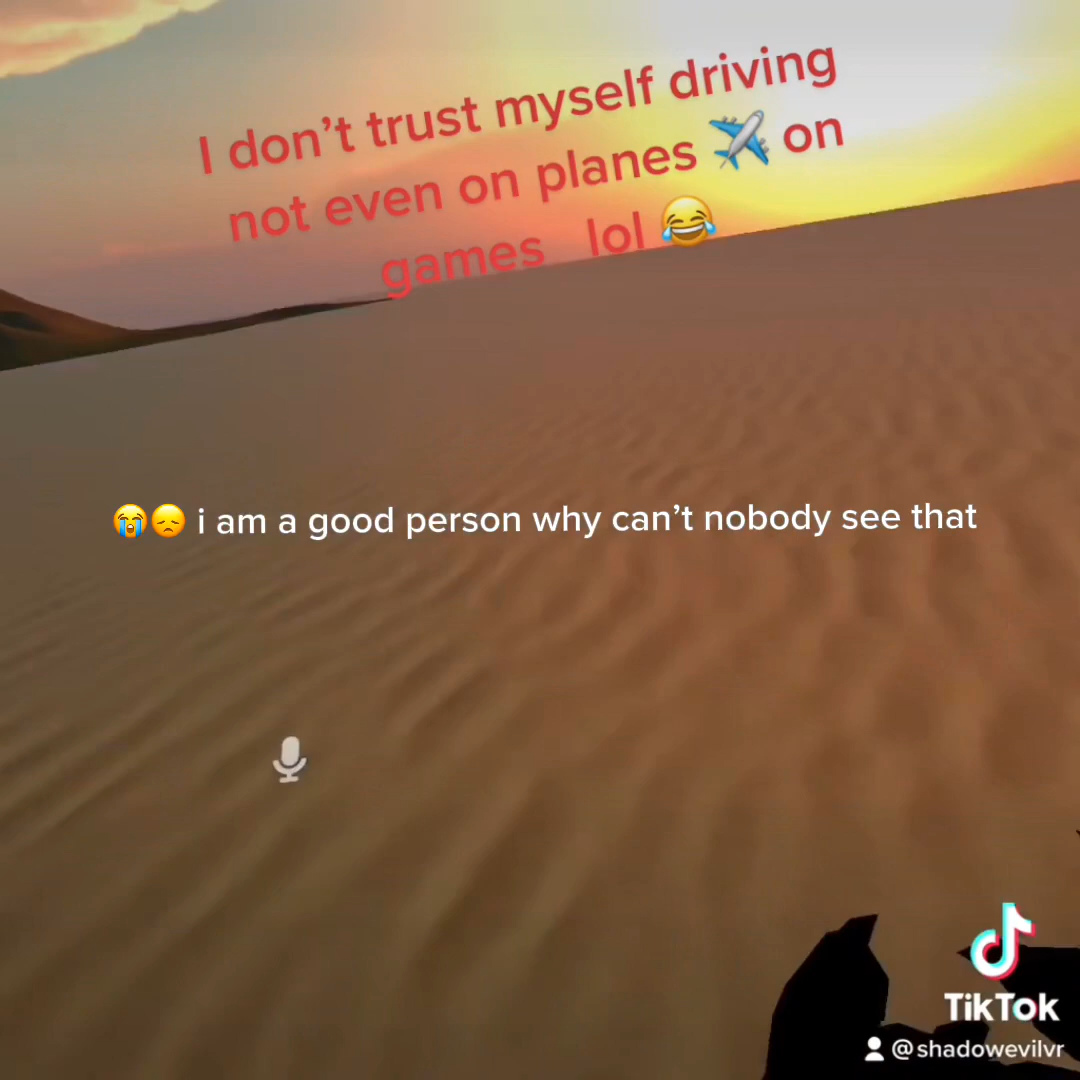 I don’t trust myself driving
not even on planes ✈️ on
games lol 😂
😭😞 i am a good person why can’t nobody see that
TikTok
@shadowevilvr